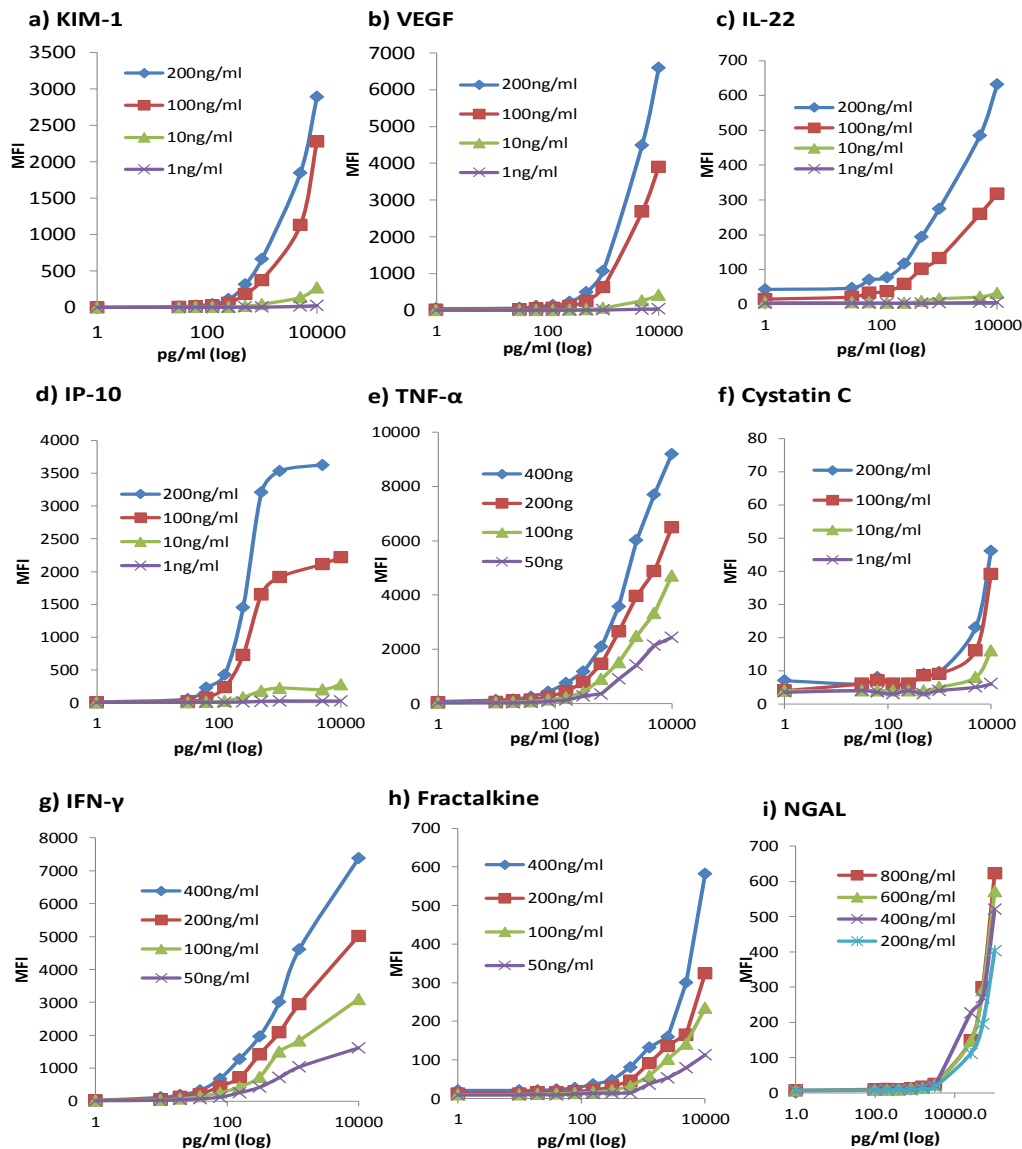 a) KIM-1
3500
3000
2500
2000
1500
1000
500
0
MFI
200ng/ml
100ng/ml
10ng/ml
1ng/ml
1
100
10000
pg/ml (log)
b) VEGF
7000
6000
5000
4000
3000
2000
1000
0
MFI
200ng/ml
100ng/ml
10ng/ml
1ng/ml
1
100
10000
pg/ml (log)
c) IL-22
700
600
500
400
300
200
100
0
MFI
200ng/ml
100ng/ml
10ng/ml
1ng/ml
1
100
10000
pg/ml (log)
d) IP-10
4000
3500
3000
2500
2000
1500
1000
500
0
MFI
200ng/ml
100ng/ml
10ng/ml
1ng/ml
1
100
10000
pg/ml (log)
e) TNF-α
10000
8000
6000
4000
2000
0
MFI
400ng
200ng
100ng
50ng
1
100
10000
pg/ml (log)
f) Cystatin C
80
70
60
50
40
30
20
10
0
MFI
200ng/ml
100ng/ml
10ng/ml
1ng/ml
1
100
10000
pg/ml (log)
g) IFN-γ
8000
7000
6000
5000
4000
3000
2000
1000
0
MFI
400ng/ml
200ng/ml
100ng/ml
50ng/ml
1
100
10000
pg/ml (log)
h) Fractalkine
700
600
500
400
300
200
100
0
MFI
400ng/ml
200ng/ml
100ng/ml
50ng/ml
1
100
10000
pg/ml (log)
i) NGAL
700
600
500
400
300
200
100
0
MFI
800ng/ml
600ng/ml
400ng/ml
200ng/ml
1.0
100.0
10000.0
pg/ml (log)